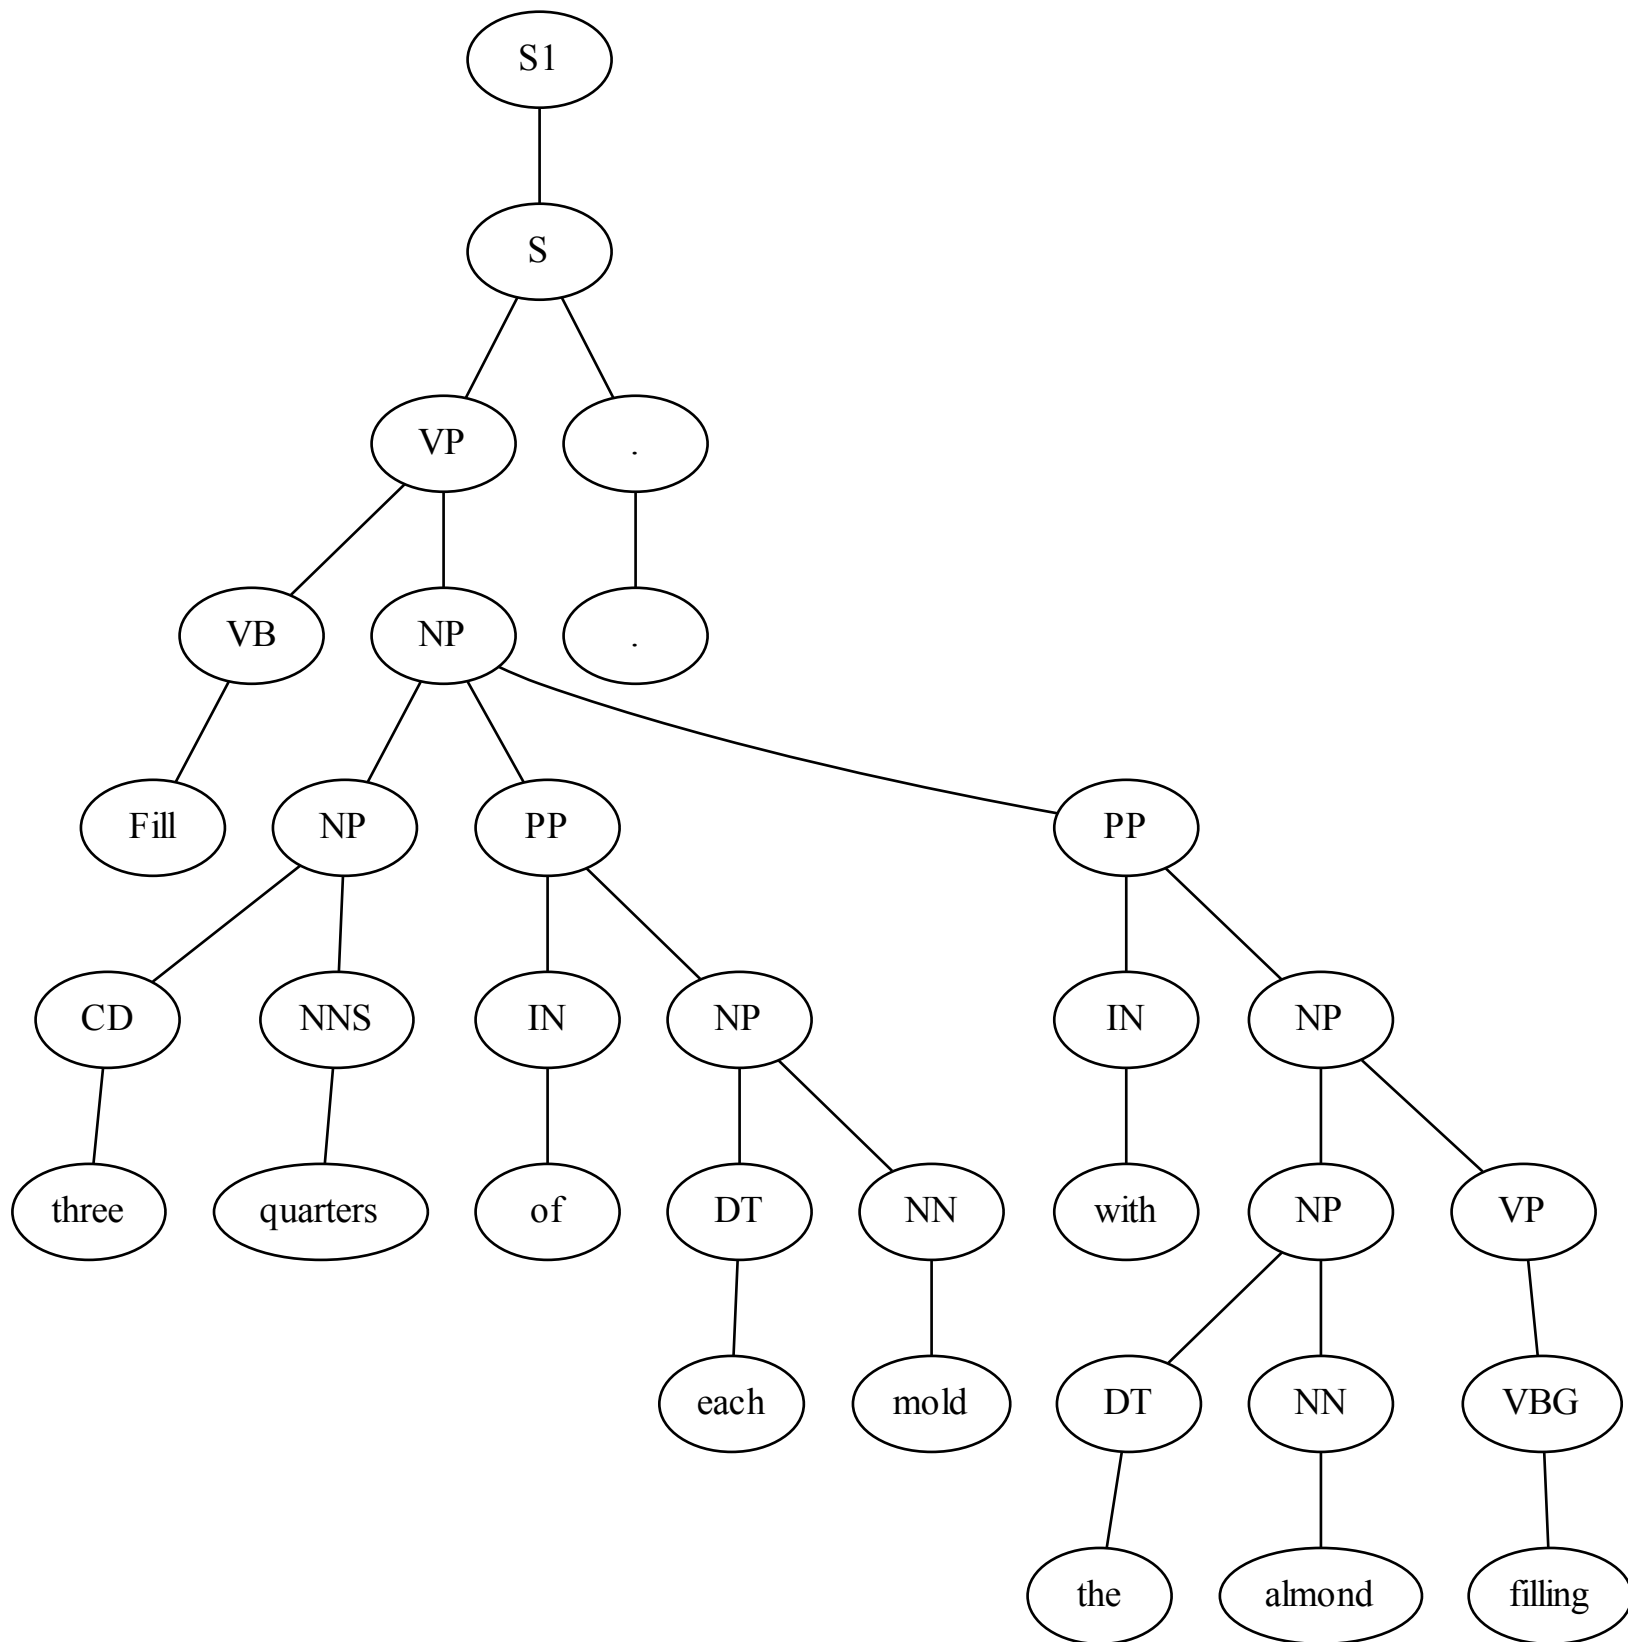 S1
S
VP .
VB NP .
Fill NP PP PP
CD NNS IN NP IN NP
three quarters of DT NN with NP VP
each mold DT NN VBG
the almond filling